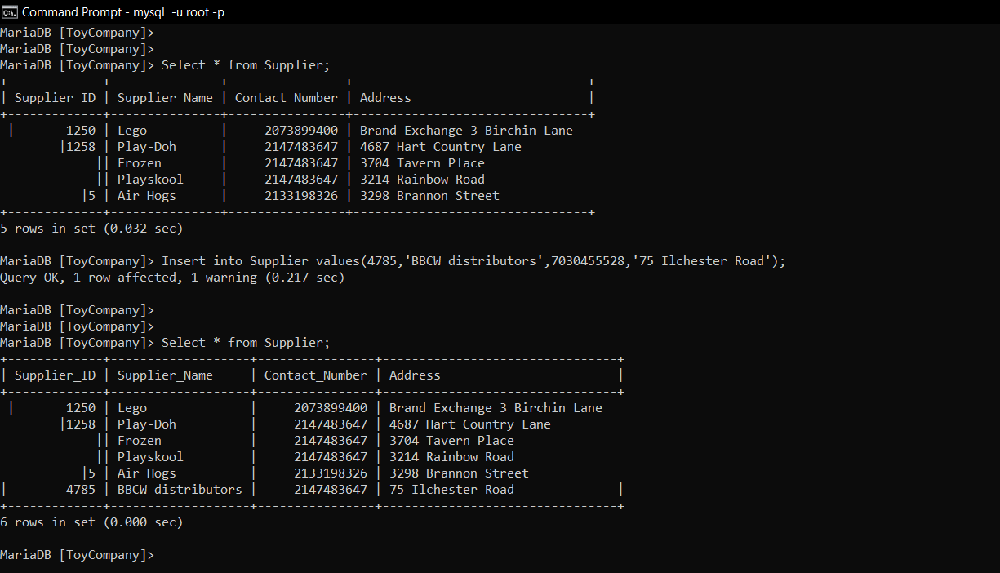 Command Prompt - mysql -u root -p
MariaDB [ToyCompany]>
MariaDB [ToyCompany]>
MariaDB [ToyCompany]> Select * from Supplier;
+-------------+---------------+----------------+--------------------------------+
| Supplier_ID | Supplier_Name | Contact_Number | Address                        |
+-------------+---------------+----------------+--------------------------------+
 |       1250 | Lego          |     2073899400 | Brand Exchange 3 Birchin Lane
        |1258 | Play-Doh      |     2147483647 | 4687 Hart Country Lane
             || Frozen        |     2147483647 | 3704 Tavern Place
             || Playskool     |     2147483647 | 3214 Rainbow Road
           |5 | Air Hogs      |     2133198326 | 3298 Brannon Street
+-------------+---------------+----------------+--------------------------------+
5 rows in set (0.032 sec)
MariaDB [ToyCompany]> Insert into Supplier values(4785,'BBCW distributors',7030455528,'75 Ilchester Road');
Query OK, 1 row affected, 1 warning (0.217 sec)
MariaDB [ToyCompany]>
MariaDB [ToyCompany]>
MariaDB [ToyCompany]> Select * from Supplier;
+-------------+-------------------+----------------+--------------------------------+
| Supplier_ID | Supplier_Name     | Contact_Number | Address                        |
+-------------+-------------------+----------------+--------------------------------+
 |       1250 | Lego              |     2073899400 | Brand Exchange 3 Birchin Lane
        |1258 | Play-Doh          |     2147483647 | 4687 Hart Country Lane
             || Frozen            |     2147483647 | 3704 Tavern Place
             || Playskool         |     2147483647 | 3214 Rainbow Road
           |5 | Air Hogs          |     2133198326 | 3298 Brannon Street
|        4785 | BBCW distributors |     2147483647 | 75 Ilchester Road              |
+-------------+-------------------+----------------+--------------------------------+
6 rows in set (0.000 sec)
MariaDB [ToyCompany]>